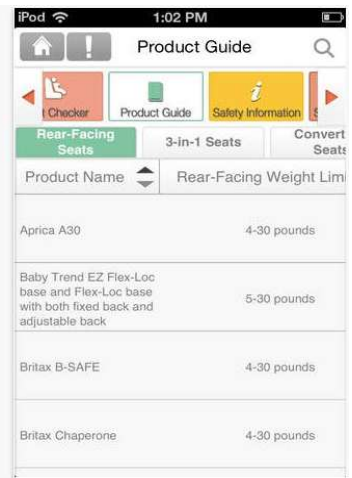 iPod 1:02 PM
Product Guide
t Checker Product Guide Safety Information
Rear-Facing
Seats
3-in-1 Seats
Convert
Seats
Product Name Rear-Facing Weight Limi
Aprica A30 4-30 pounds
Baby Trend EZ Flex-Loc
base and Flex-Loc base
with both fixed back and
adjustable back
5-30 pounds
Britax B-SAFE 4-30 pounds
Britax Chaperone 4-30 pounds